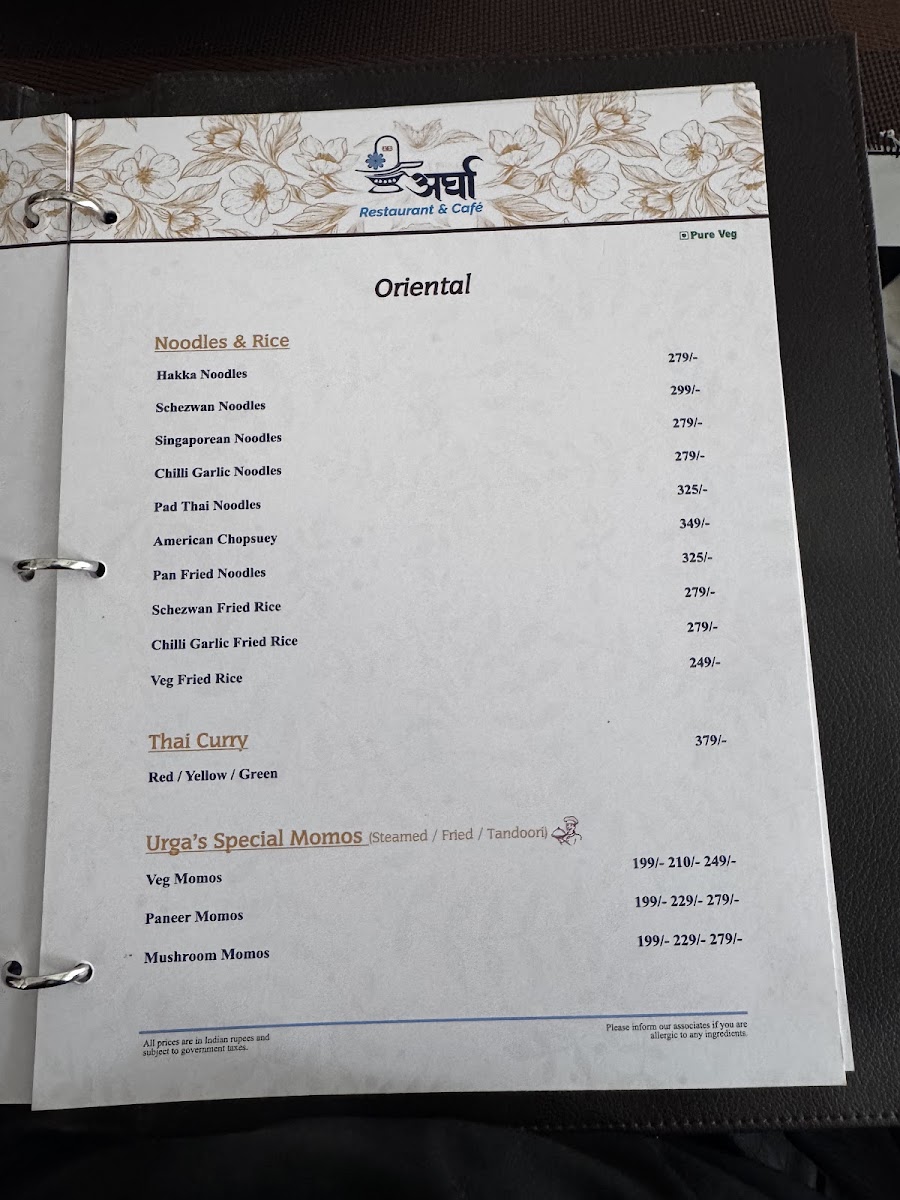 अर्घा
Restaurant & Café
Pure Veg
Oriental
Noodles & Rice
Hakka Noodles 279/-
Schezwan Noodles 299/-
Singaporean Noodles 279/-
Chilli Garlic Noodles 279/-
Pad Thai Noodles 325/-
American Chopsuey 349/-
Pan Fried Noodles 325/-
Schezwan Fried Rice 279/-
Chilli Garlic Fried Rice 279/-
Veg Fried Rice 249/-
Thai Curry
Red / Yellow / Green 379/-
Urga's Special Momos (Steamed / Fried / Tandoori)
Veg Momos 199/- 210/- 249/-
Paneer Momos 199/- 229/- 279/-
Mushroom Momos 199/- 229/- 279/-
All prices are in Indian rupees and
subject to government taxes.
Please inform our associates if you are
allergic to any ingredients.